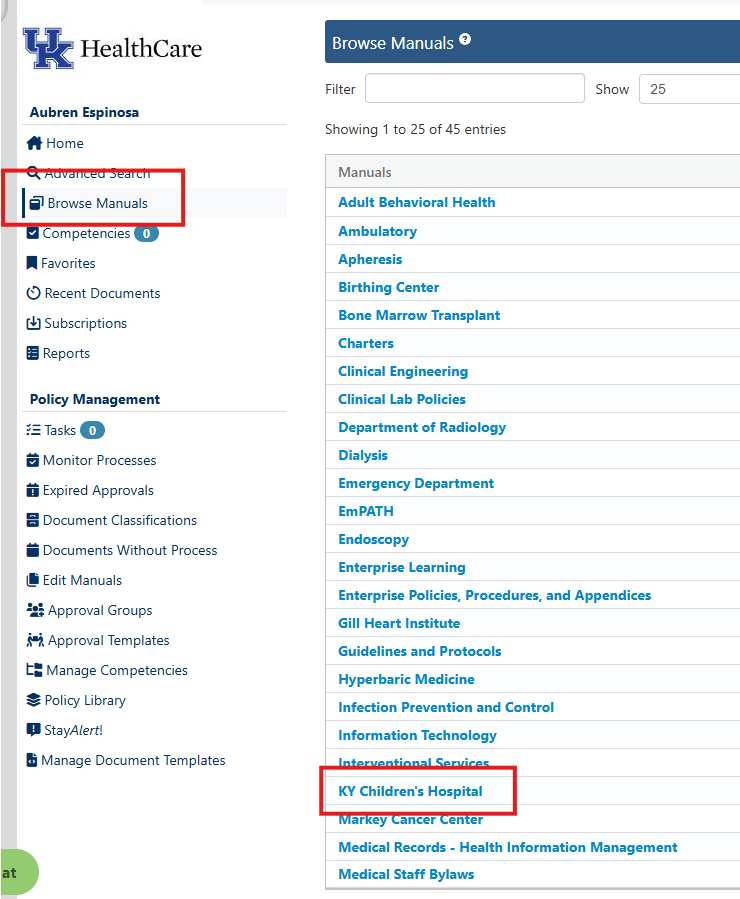 UK HealthCare
Aubren Espinosa
Home
Advanced Search
Browse Manuals
Competencies 0
Favorites
Recent Documents
Subscriptions
Reports
Policy Management
Tasks 0
Monitor Processes
Expired Approvals
Document Classifications
Documents Without Process
Edit Manuals
Approval Groups
Approval Templates
Manage Competencies
Policy Library
StayAlert!
Manage Document Templates
at
Browse Manuals ?
Filter Show 25
Showing 1 to 25 of 45 entries
Manuals
Adult Behavioral Health
Ambulatory
Apheresis
Birthing Center
Bone Marrow Transplant
Charters
Clinical Engineering
Clinical Lab Policies
Department of Radiology
Dialysis
Emergency Department
EmPATH
Endoscopy
Enterprise Learning
Enterprise Policies, Procedures, and Appendices
Gill Heart Institute
Guidelines and Protocols
Hyperbaric Medicine
Infection Prevention and Control
Information Technology
Interventional Services
KY Children's Hospital
Markey Cancer Center
Medical Records - Health Information Management
Medical Staff Bylaws